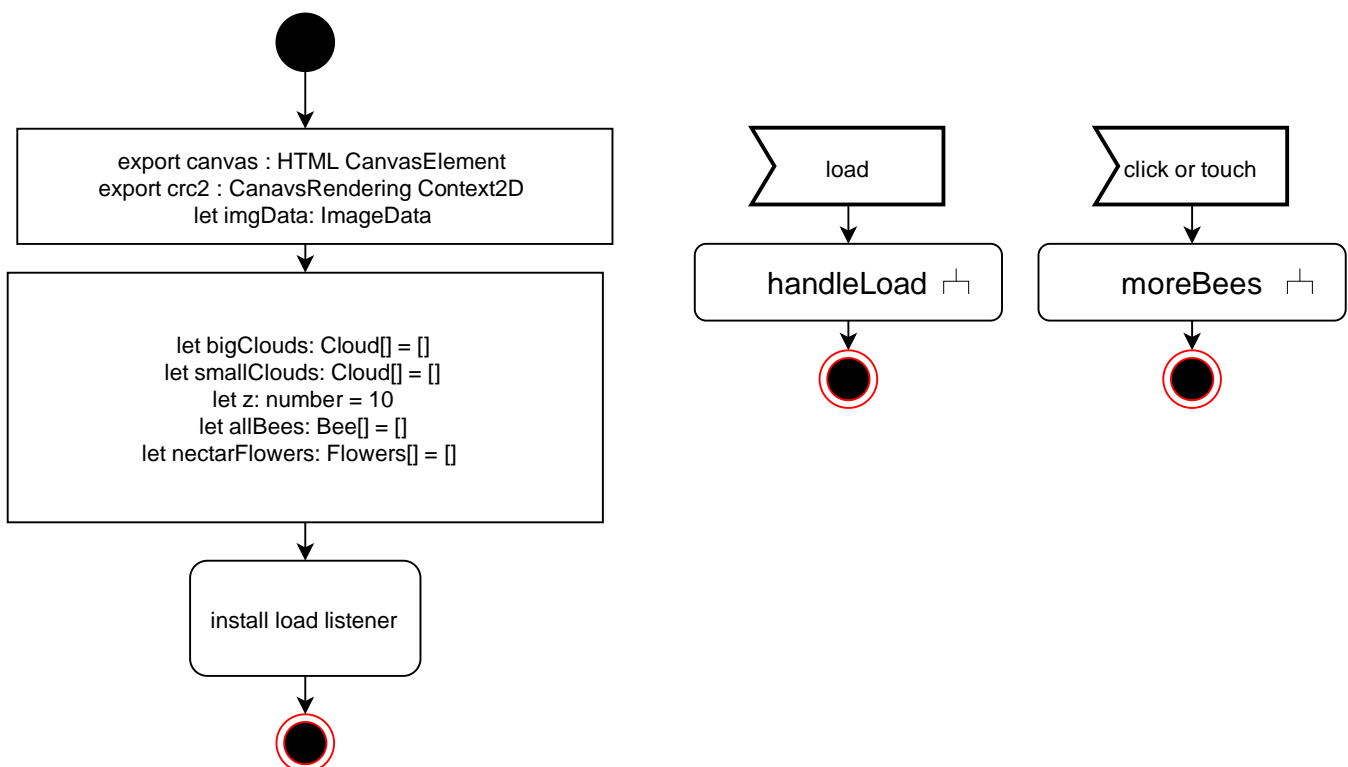 export canvas : HTML CanvasElement
export crc2 : CanavsRendering Context2D
let imgData: ImageData
let bigClouds: Cloud[] = []
let smallClouds: Cloud[] = []
let z: number = 10
let allBees: Bee[] = []
let nectarFlowers: Flowers[] = []
install load listener
load
handleLoad
click or touch
moreBees